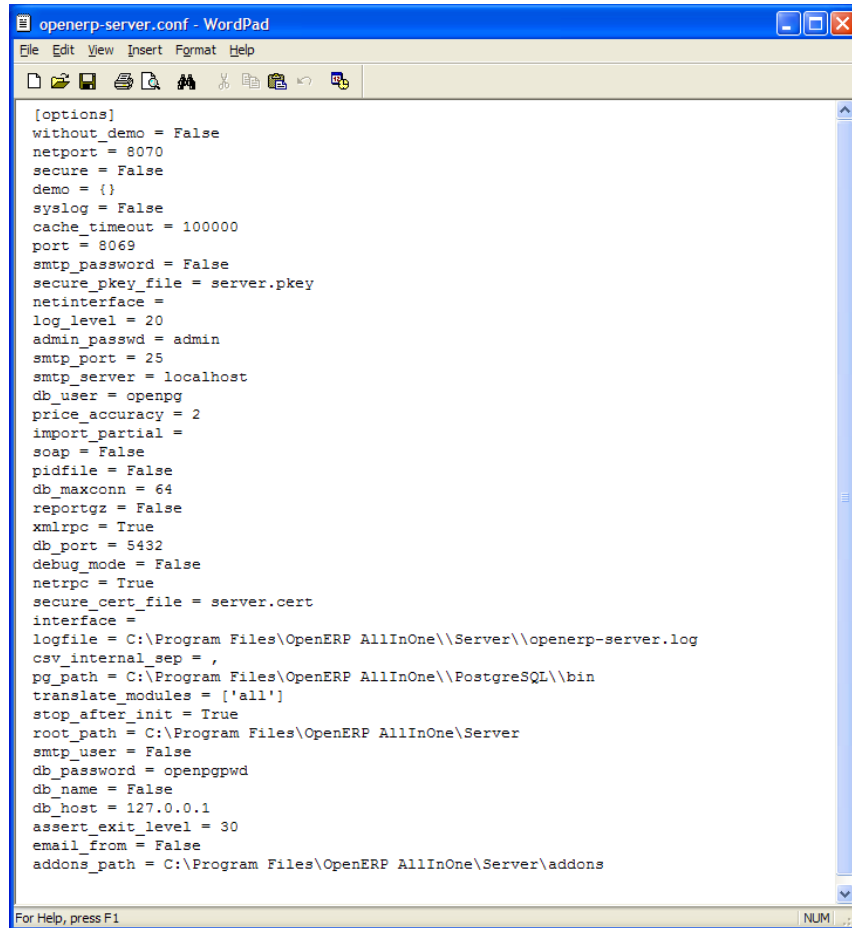 openerp-server.conf - WordPad
File Edit View Insert Format Help
[options]
without_demo = False
netport = 8070
secure = False
demo = {}
syslog = False
cache_timeout = 100000
port = 8069
smtp_password = False
secure_pkey_file = server.pkey
netinterface =
log_level = 20
admin_passwd = admin
smtp_port = 25
smtp_server = localhost
db_user = openpg
price_accuracy = 2
import_partial =
soap = False
pidfile = False
db_maxconn = 64
reportgz = False
xmlrpc = True
db_port = 5432
debug_mode = False
netrpc = True
secure_cert_file = server.cert
interface =
logfile = C:\Program Files\OpenERP AllInOne\\Server\\openerp-server.log
csv_internal_sep = ,
pg_path = C:\Program Files\OpenERP AllInOne\\PostgreSQL\\bin
translate_modules = ['all']
stop_after_init = True
root_path = C:\Program Files\OpenERP AllInOne\Server
smtp_user = False
db_password = openpgpwd
db_name = False
db_host = 127.0.0.1
assert_exit_level = 30
email_from = False
addons_path = C:\Program Files\OpenERP AllInOne\Server\addons
For Help, press F1 NUM